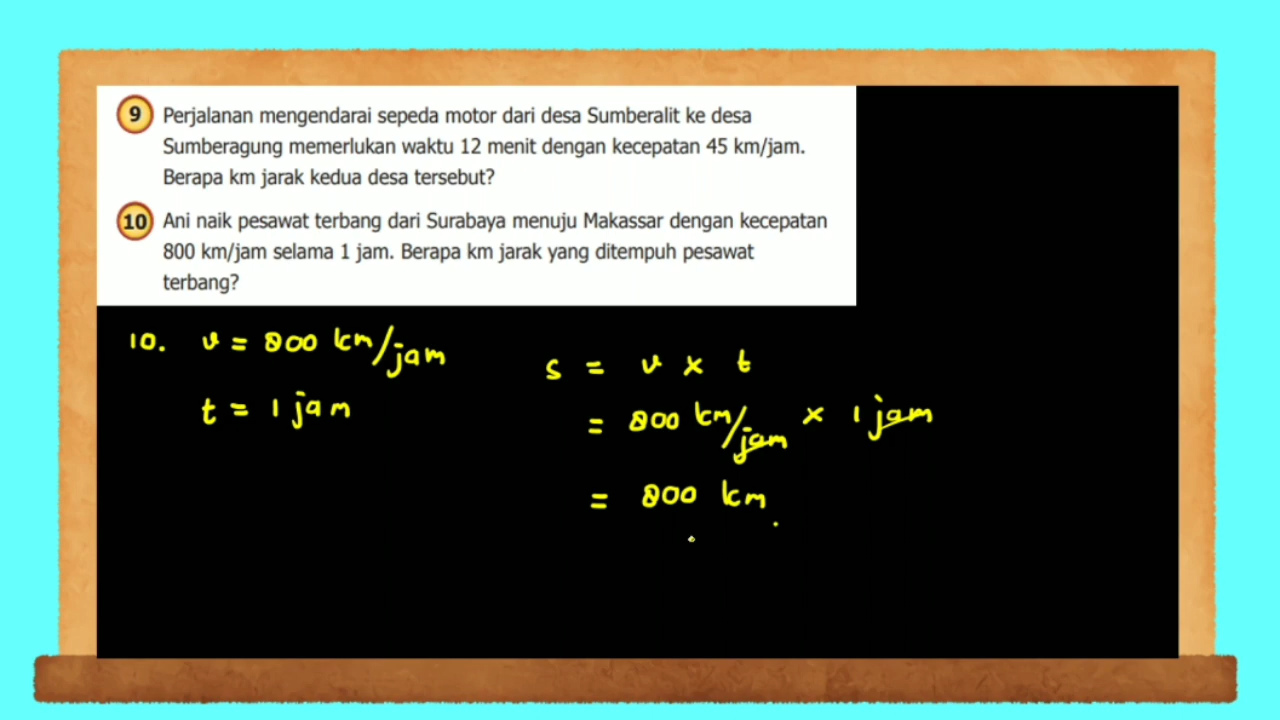 9 Perjalanan mengendarai sepeda motor dari desa Sumberalit ke desa
Sumberagung memerlukan waktu 12 menit dengan kecepatan 45 km/jam.
Berapa km jarak kedua desa tersebut?
10 Ani naik pesawat terbang dari Surabaya menuju Makassar dengan kecepatan
800 km/jam selama 1 jam. Berapa km jarak yang ditempuh pesawat
terbang?
10. v = 800 km/jam
t = 1 jam
s = v x t
= 800 km/jam x 1 jam
= 800 km.